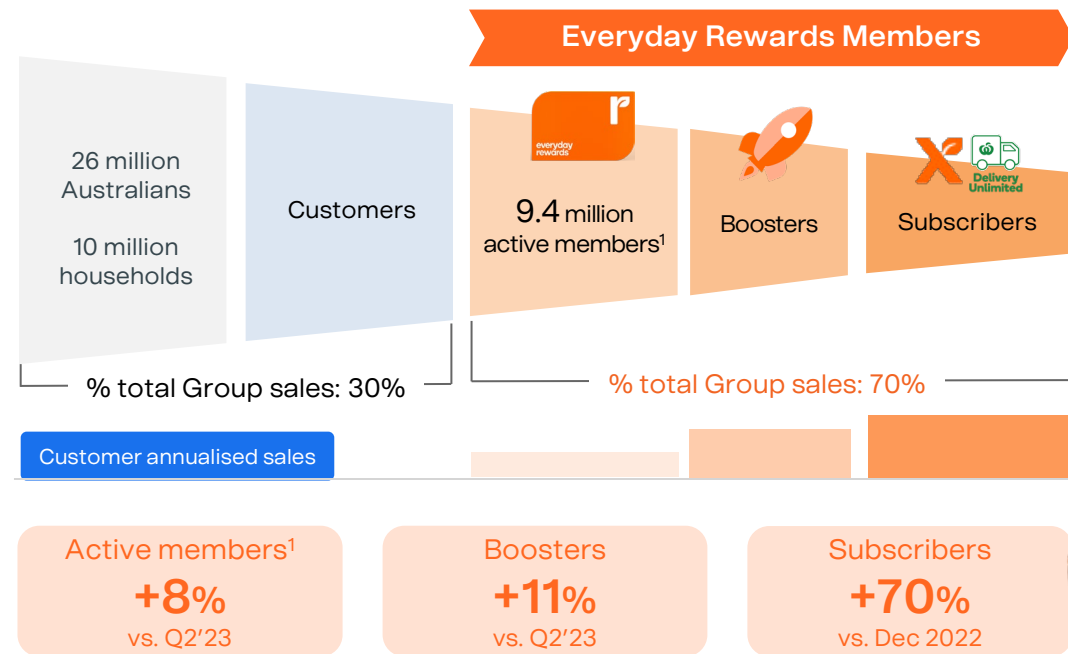 Everyday Rewards Members
26 million
Australians
10 million
households
Customers
r
everyday
rewards
9.4 million
active members¹
Boosters
Delivery
Unlimited
Subscribers
% total Group sales: 30%
% total Group sales: 70%
Customer annualised sales
Active members¹
+8%
vs. Q2'23
Boosters
+11%
vs. Q2'23
Subscribers
+70%
vs. Dec 2022